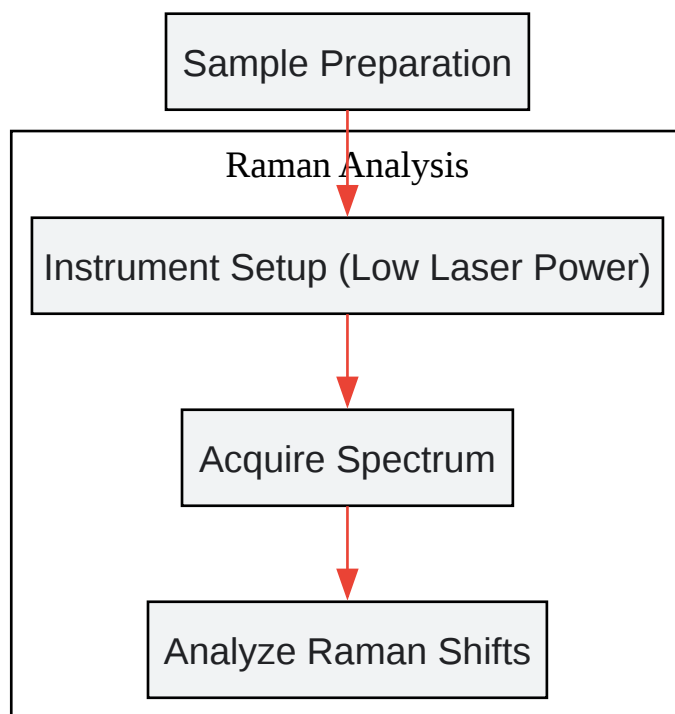 Sample Preparation
Raman Analysis
Instrument Setup (Low Laser Power)
Acquire Spectrum
Analyze Raman Shifts